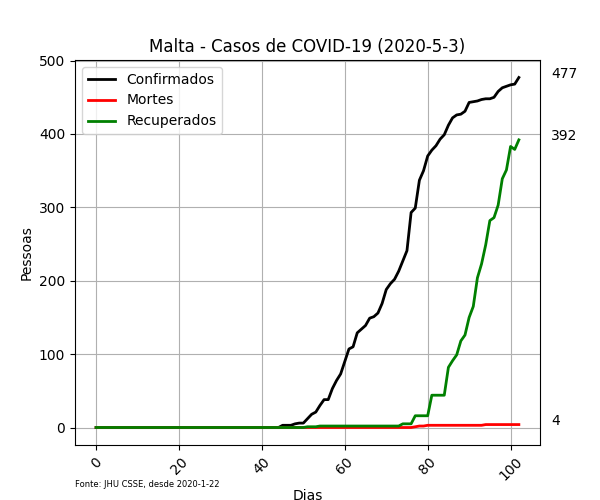 Malta - Casos de COVID-19 (2020-5-3)
Confirmados
Mortes
Recuperados
500
400
300
200
100
0
Pessoas
477
392
4
0
20
40
60
80
100
Fonte: JHU CSSE, desde 2020-1-22
Dias